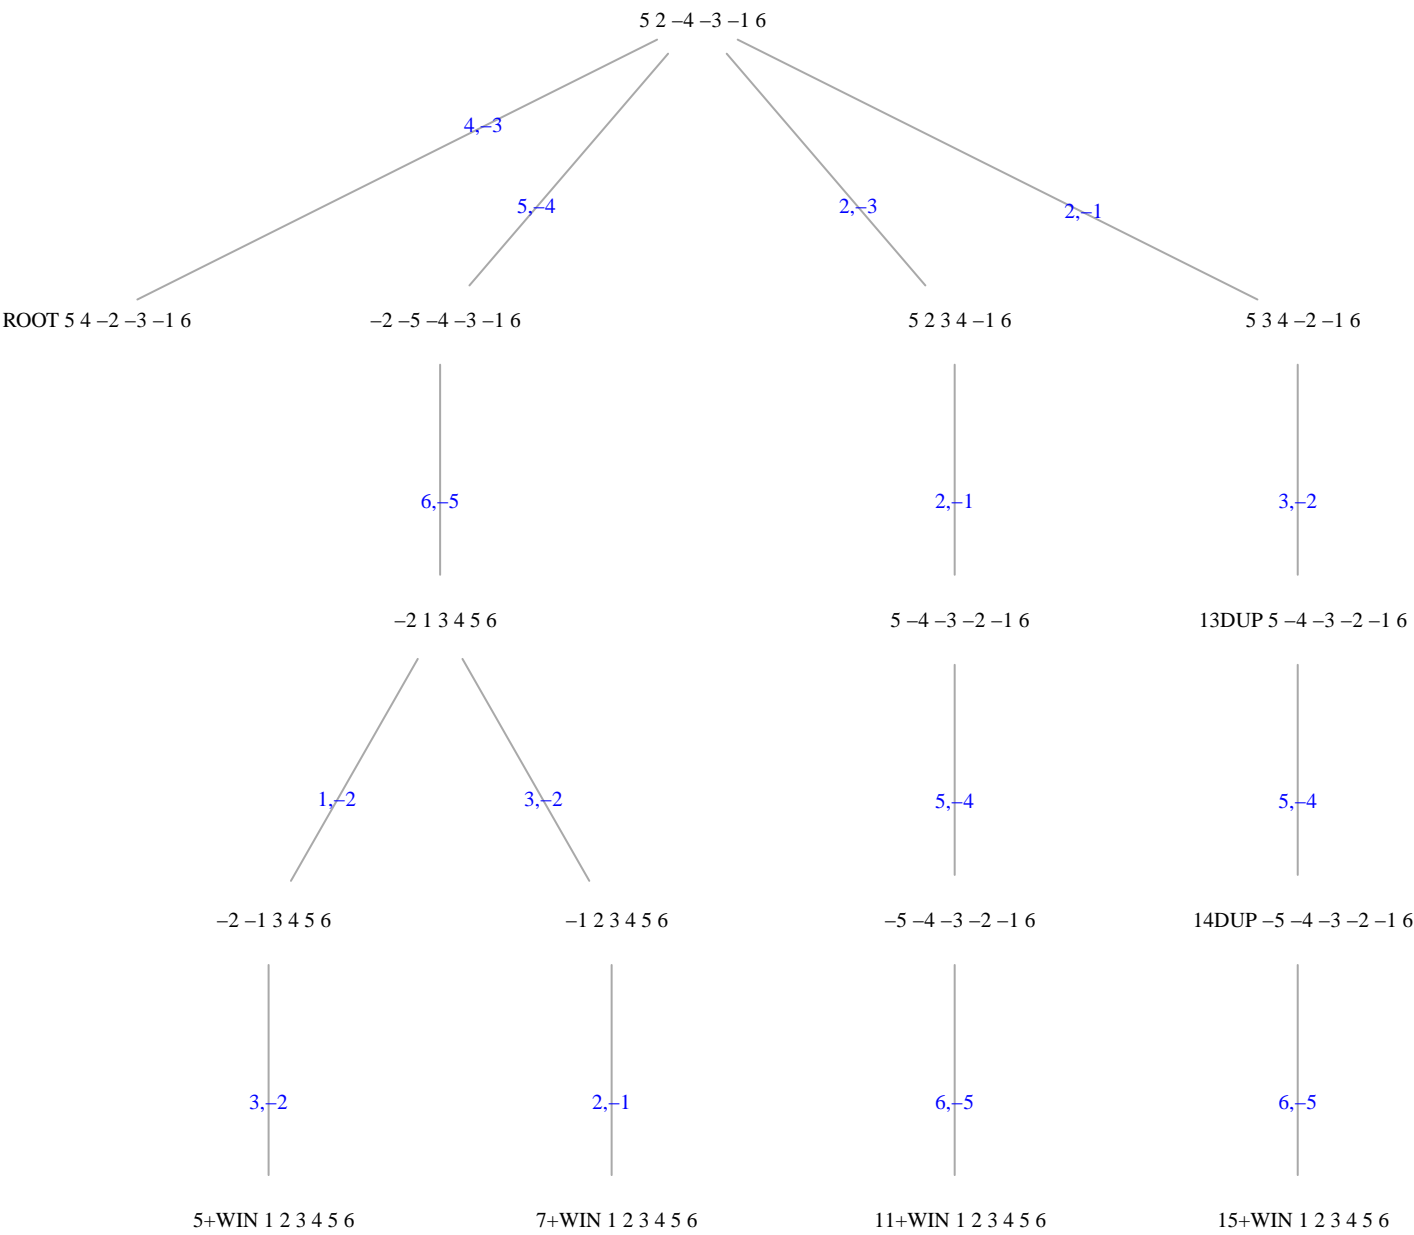 5 2 –4 –3 –1 6
4,–3
5,–4
2,–3
2,–1
ROOT 5 4 –2 –3 –1 6
–2 –5 –4 –3 –1 6
5 2 3 4 –1 6
5 3 4 –2 –1 6
6,–5
2,–1
3,–2
–2 1 3 4 5 6
5 –4 –3 –2 –1 6
13DUP 5 –4 –3 –2 –1 6
1,–2
3,–2
5,–4
5,–4
–2 –1 3 4 5 6
–1 2 3 4 5 6
–5 –4 –3 –2 –1 6
14DUP –5 –4 –3 –2 –1 6
3,–2
2,–1
6,–5
6,–5
5+WIN 1 2 3 4 5 6
7+WIN 1 2 3 4 5 6
11+WIN 1 2 3 4 5 6
15+WIN 1 2 3 4 5 6